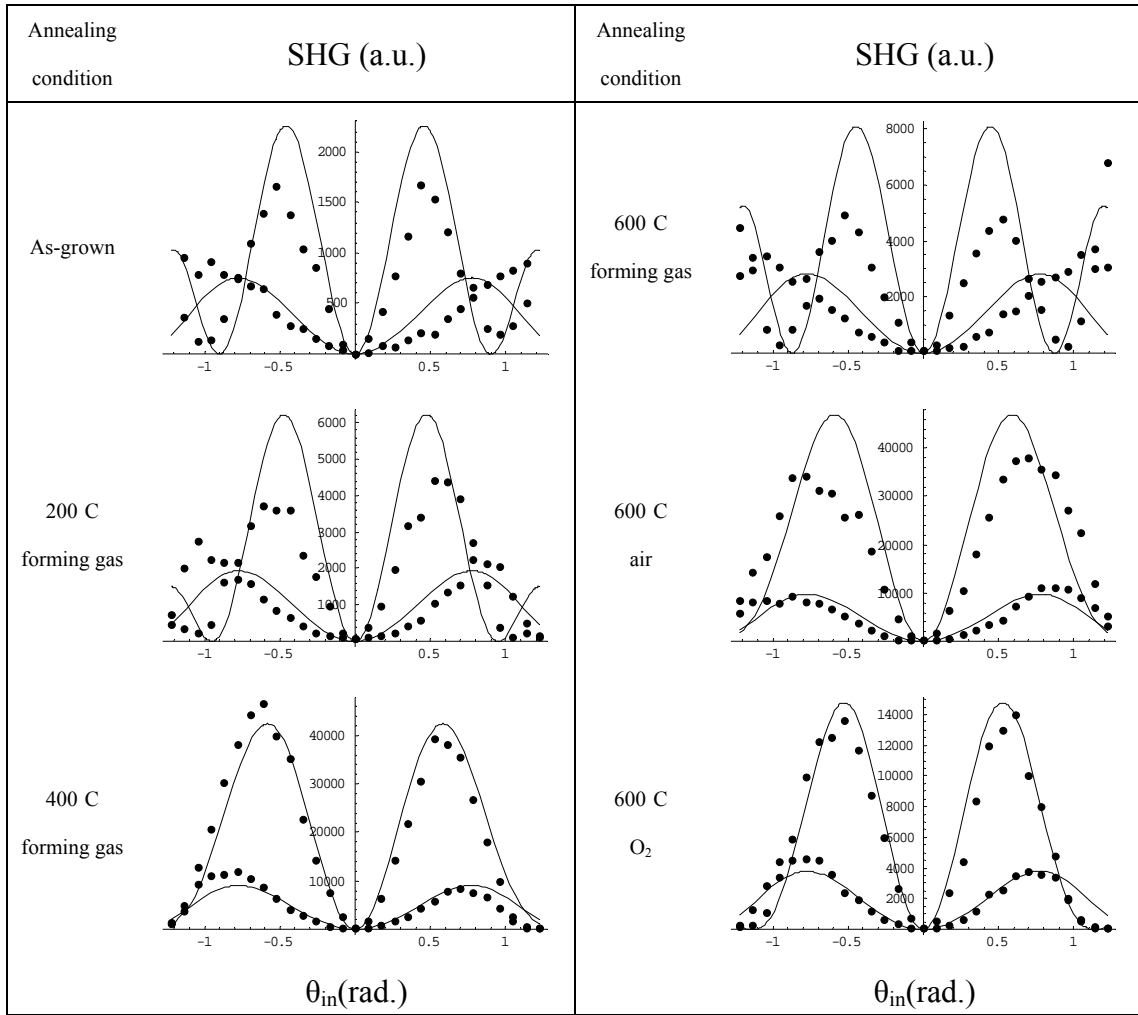 Annealing
condition
SHG (a.u.)
Annealing
condition
SHG (a.u.)
As-grown
2000
1500
1000
500
-1
-0.5
0.5
1
600 C
forming gas
8000
6000
4000
2000
-1
-0.5
0.5
1
200 C
forming gas
6000
5000
4000
3000
2000
1000
-1
-0.5
0.5
1
600 C
air
40000
30000
20000
10000
-1
-0.5
0.5
1
400 C
forming gas
40000
30000
20000
10000
-1
-0.5
0.5
1
600 C
O₂
14000
12000
10000
8000
6000
4000
2000
-1
-0.5
0.5
1
θin(rad.)
θin(rad.)